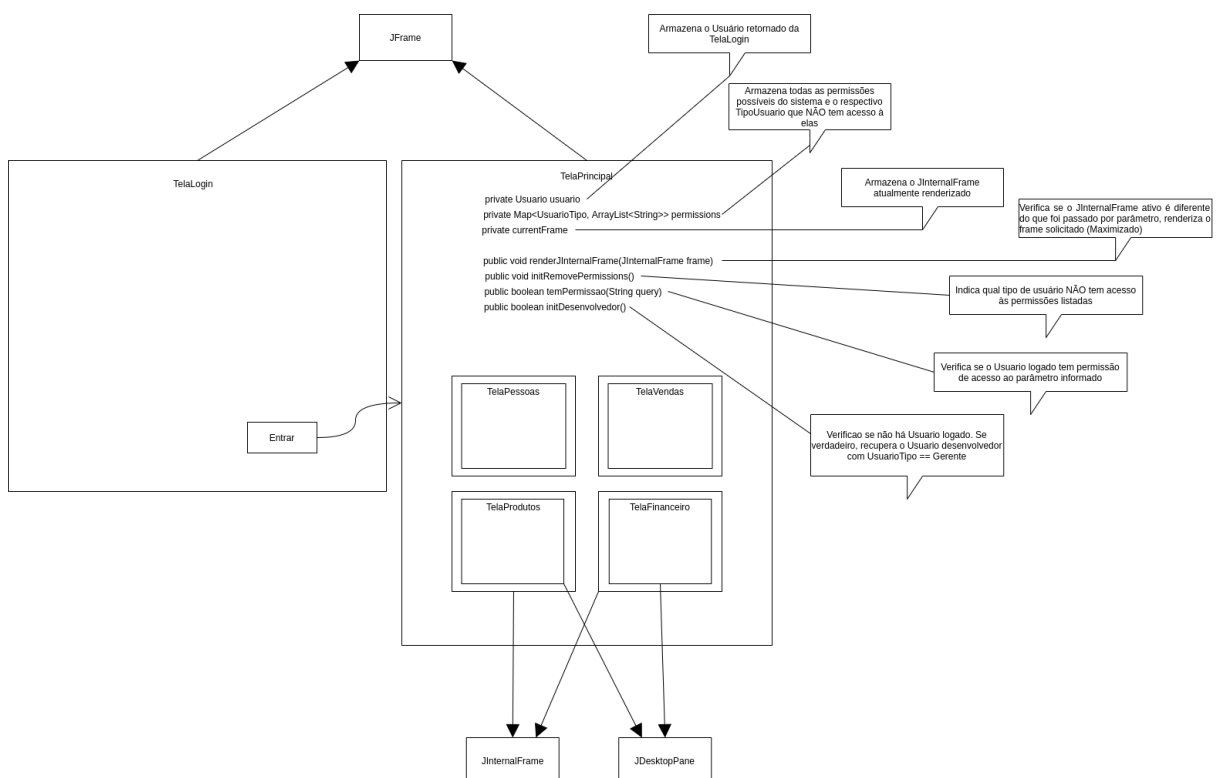 JFrame
Armazena o Usuário retornado da
TelaLogin
Armazena todas as permissões
possíveis do sistema e o respectivo
TipoUsuario que NÃO tem acesso à
elas
TelaLogin
TelaPrincipal
private Usuario usuario
private Map<UsuarioTipo, ArrayList<String>> permissions
private currentFrame
Armazena o JInternalFrame
atualmente renderizado
Verifica se o JInternalFrame ativo é diferente
do que foi passado por parâmetro, renderiza o
frame solicitado (Maximizado)
public void renderJInternalFrame(JInternalFrame frame)
public void initRemovePermissions()
public boolean temPermissao(String query)
public boolean initDesenvolvedor()
Indica qual tipo de usuário NÃO tem acesso
às permissões listadas
Verifica se o Usuario logado tem permissão
de acesso ao parâmetro informado
Verificao se não há Usuario logado. Se
verdadeiro, recupera o Usuario desenvolvedor
com UsuarioTipo == Gerente
TelaPessoas
TelaVendas
Entrar
TelaProdutos
TelaFinanceiro
JInternalFrame
JDesktopPane